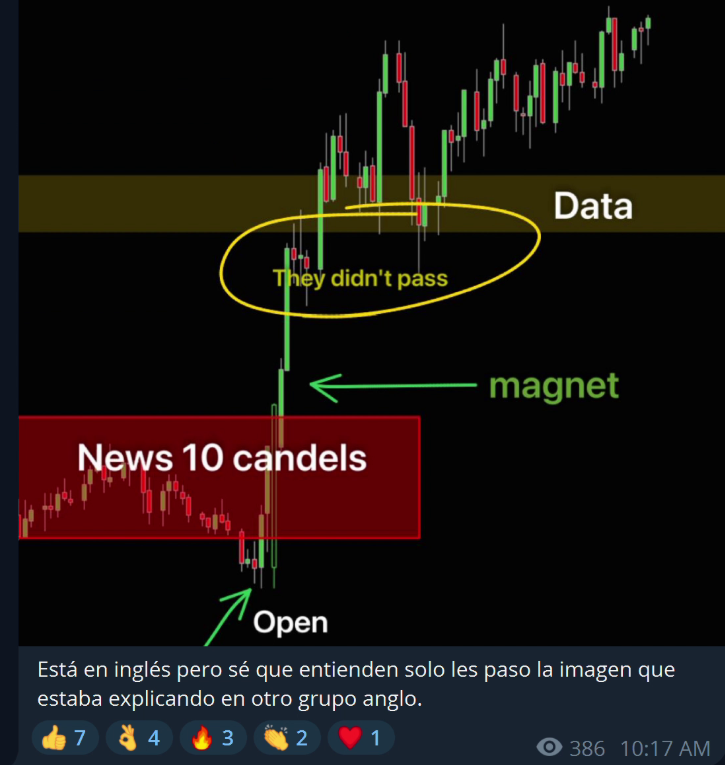 Data
They didn't pass
magnet
News 10 candels
Open
Está en inglés pero sé que entienden solo les paso la imagen que
estaba explicando en otro grupo anglo.
👍 7 👌 4 🔥 3 👏 2 ❤️ 1
386 10:17 AM